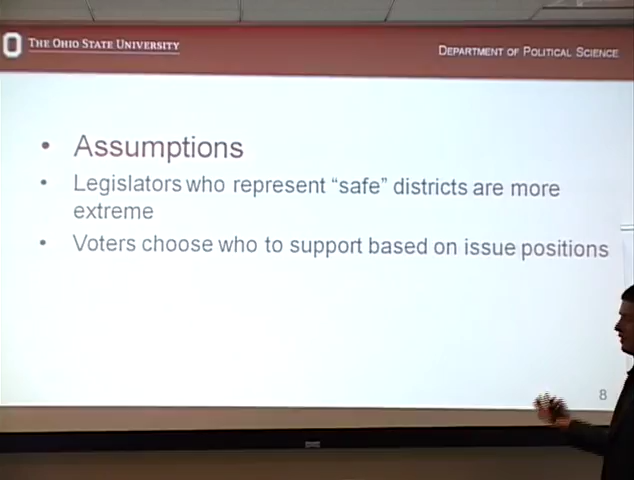 THE OHIO STATE UNIVERSITY
DEPARTMENT OF POLITICAL SCIENCE
• Assumptions
• Legislators who represent “safe” districts are more
extreme
• Voters choose who to support based on issue positions
8